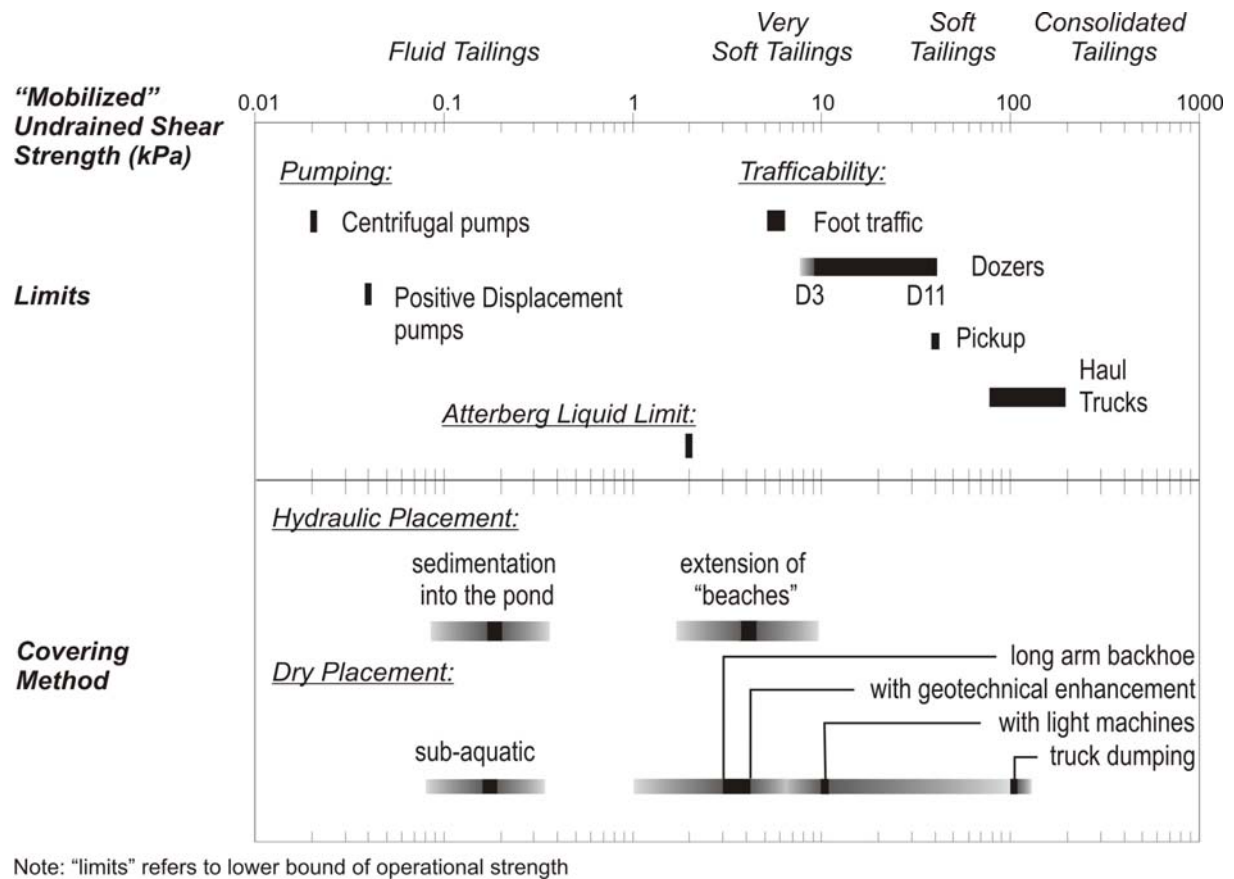 Fluid Tailings
Very
Soft Tailings
Soft
Tailings
Consolidated
Tailings
“Mobilized”
Undrained Shear
Strength (kPa)
0.01 0.1 1 10 100 1000
Pumping:
Trafficability:
Centrifugal pumps
Foot traffic
Dozers
D3 D11
Limits
Positive Displacement
pumps
Pickup
Haul
Trucks
Atterberg Liquid Limit:
Hydraulic Placement:
sedimentation
into the pond
extension of
“beaches”
Covering
Method
Dry Placement:
long arm backhoe
with geotechnical enhancement
with light machines
truck dumping
sub-aquatic
Note: “limits” refers to lower bound of operational strength